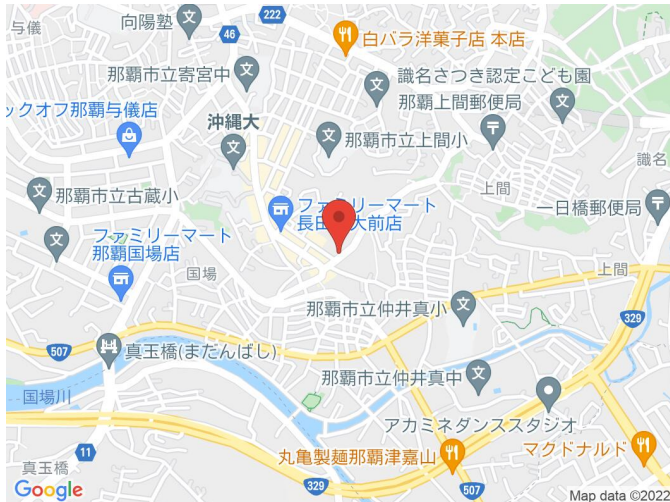 与儀
向陽塾
222
46
白バラ洋菓子店 本店
那覇市立寄宮中
識名さつき認定こども園
那覇上間郵便局
ックオフ那覇与儀店
沖縄大
那覇市立上間小
識名
上間
那覇市立古蔵小
ファミリーマート
一日橋郵便局
ファミリーマート
那覇国場店
国場
上間
那覇市立仲井真小
329
507
真玉橋(まだんばし)
507
那覇市立仲井真中
国場川
アカミネダンススタジオ
11
真玉橋
丸亀製麺那覇津嘉山
マクドナルド
329
Google
Map data ©202